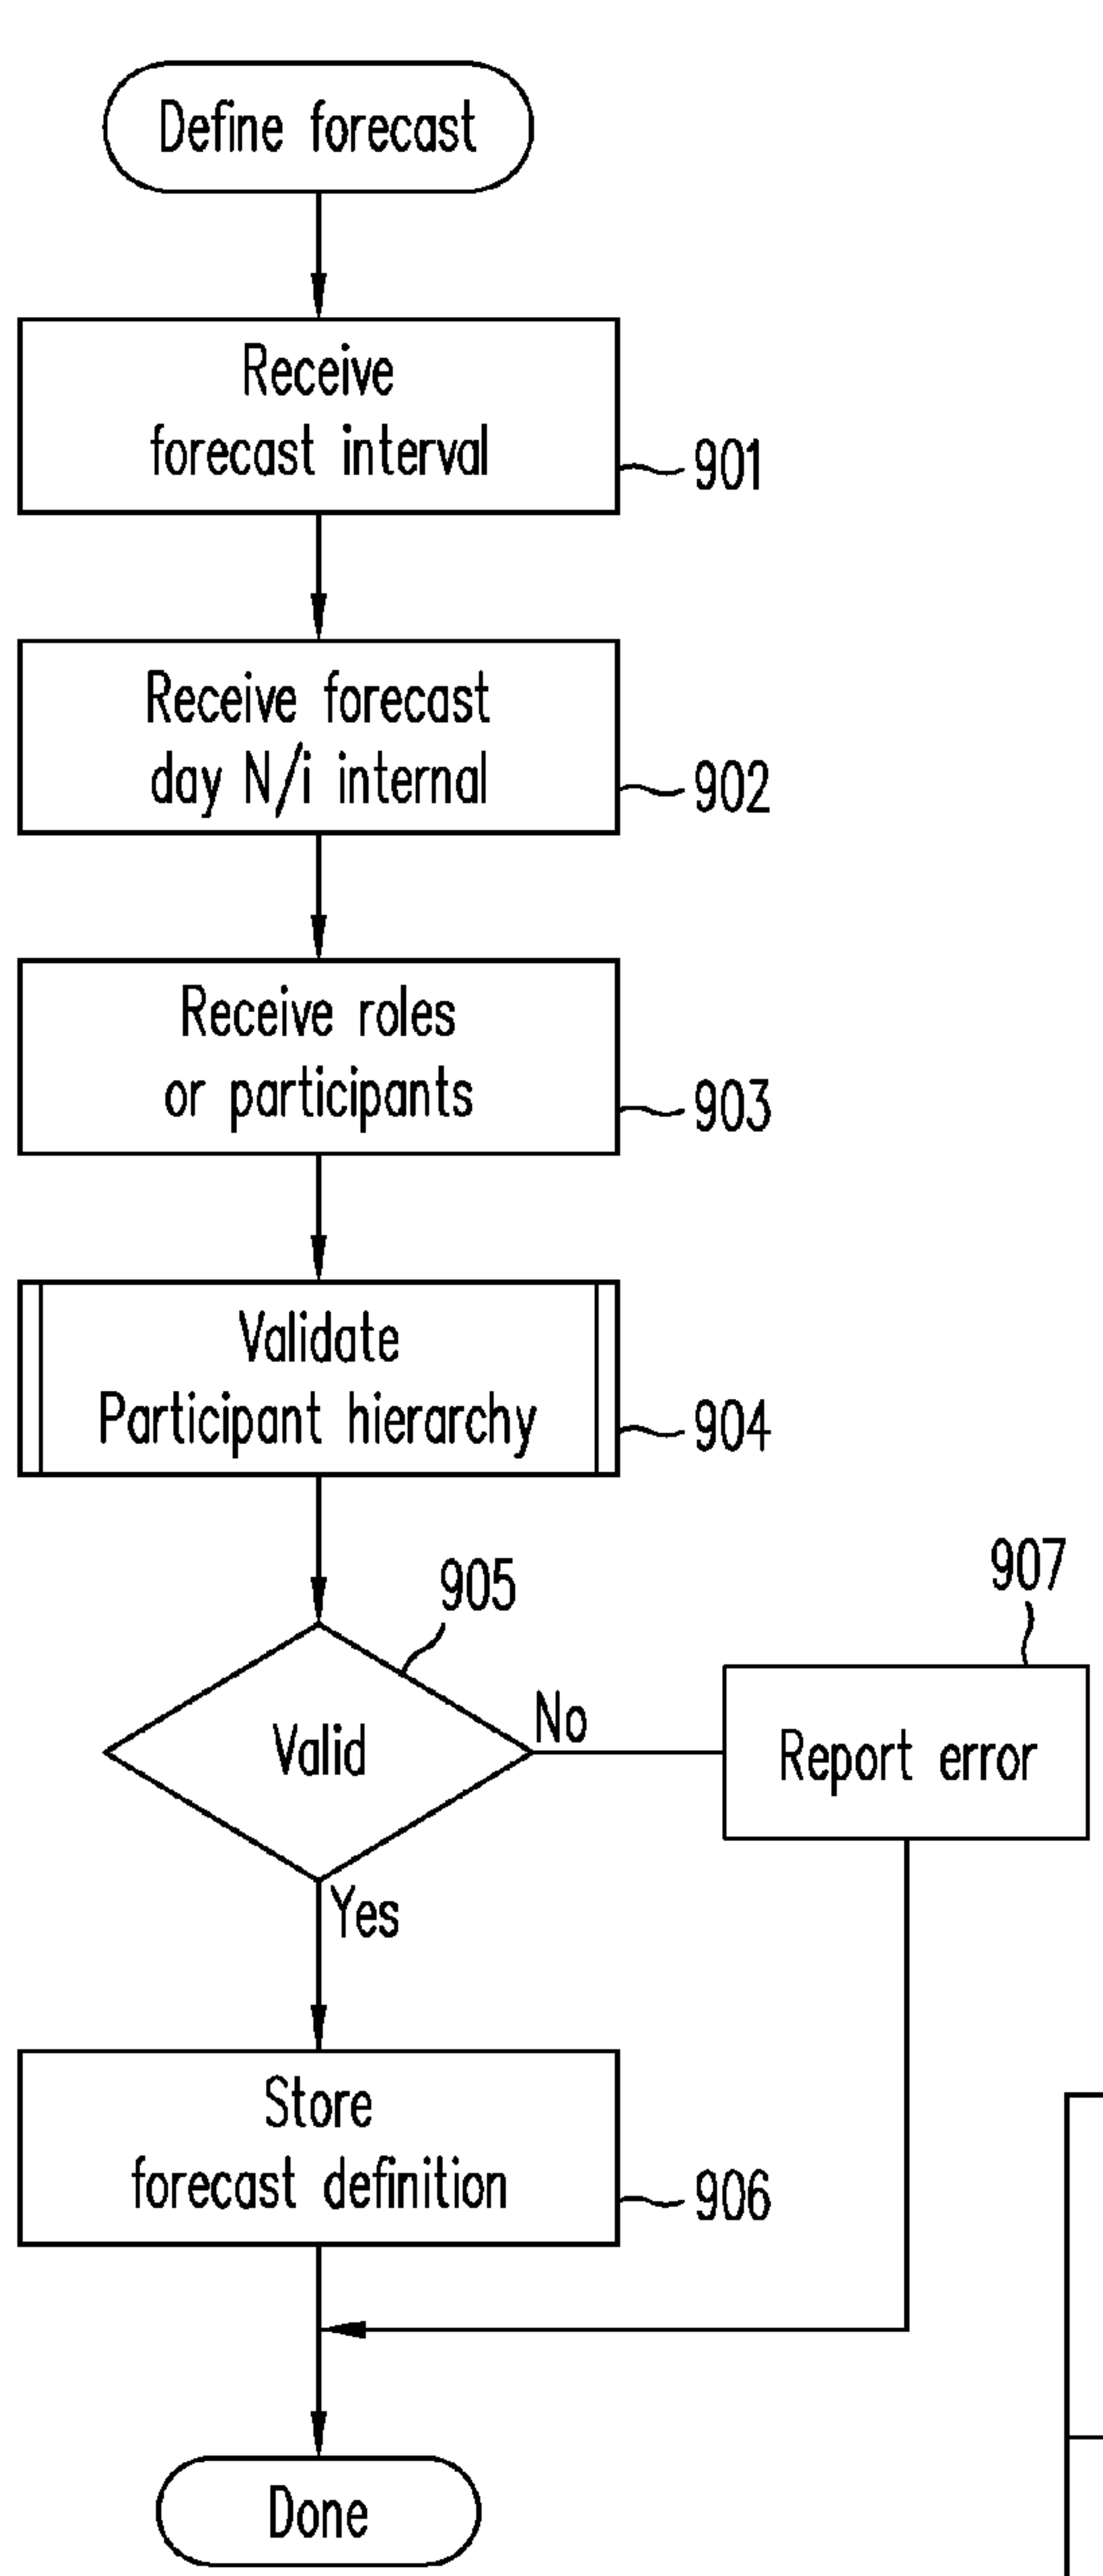 Define forecast
Receive
forecast interval
901
Receive forecast
day N/i internal
902
Receive roles
or participants
903
Validate
Participant hierarchy
904
905
907
Valid
No
Report error
Yes
Store
forecast definition
906
Done